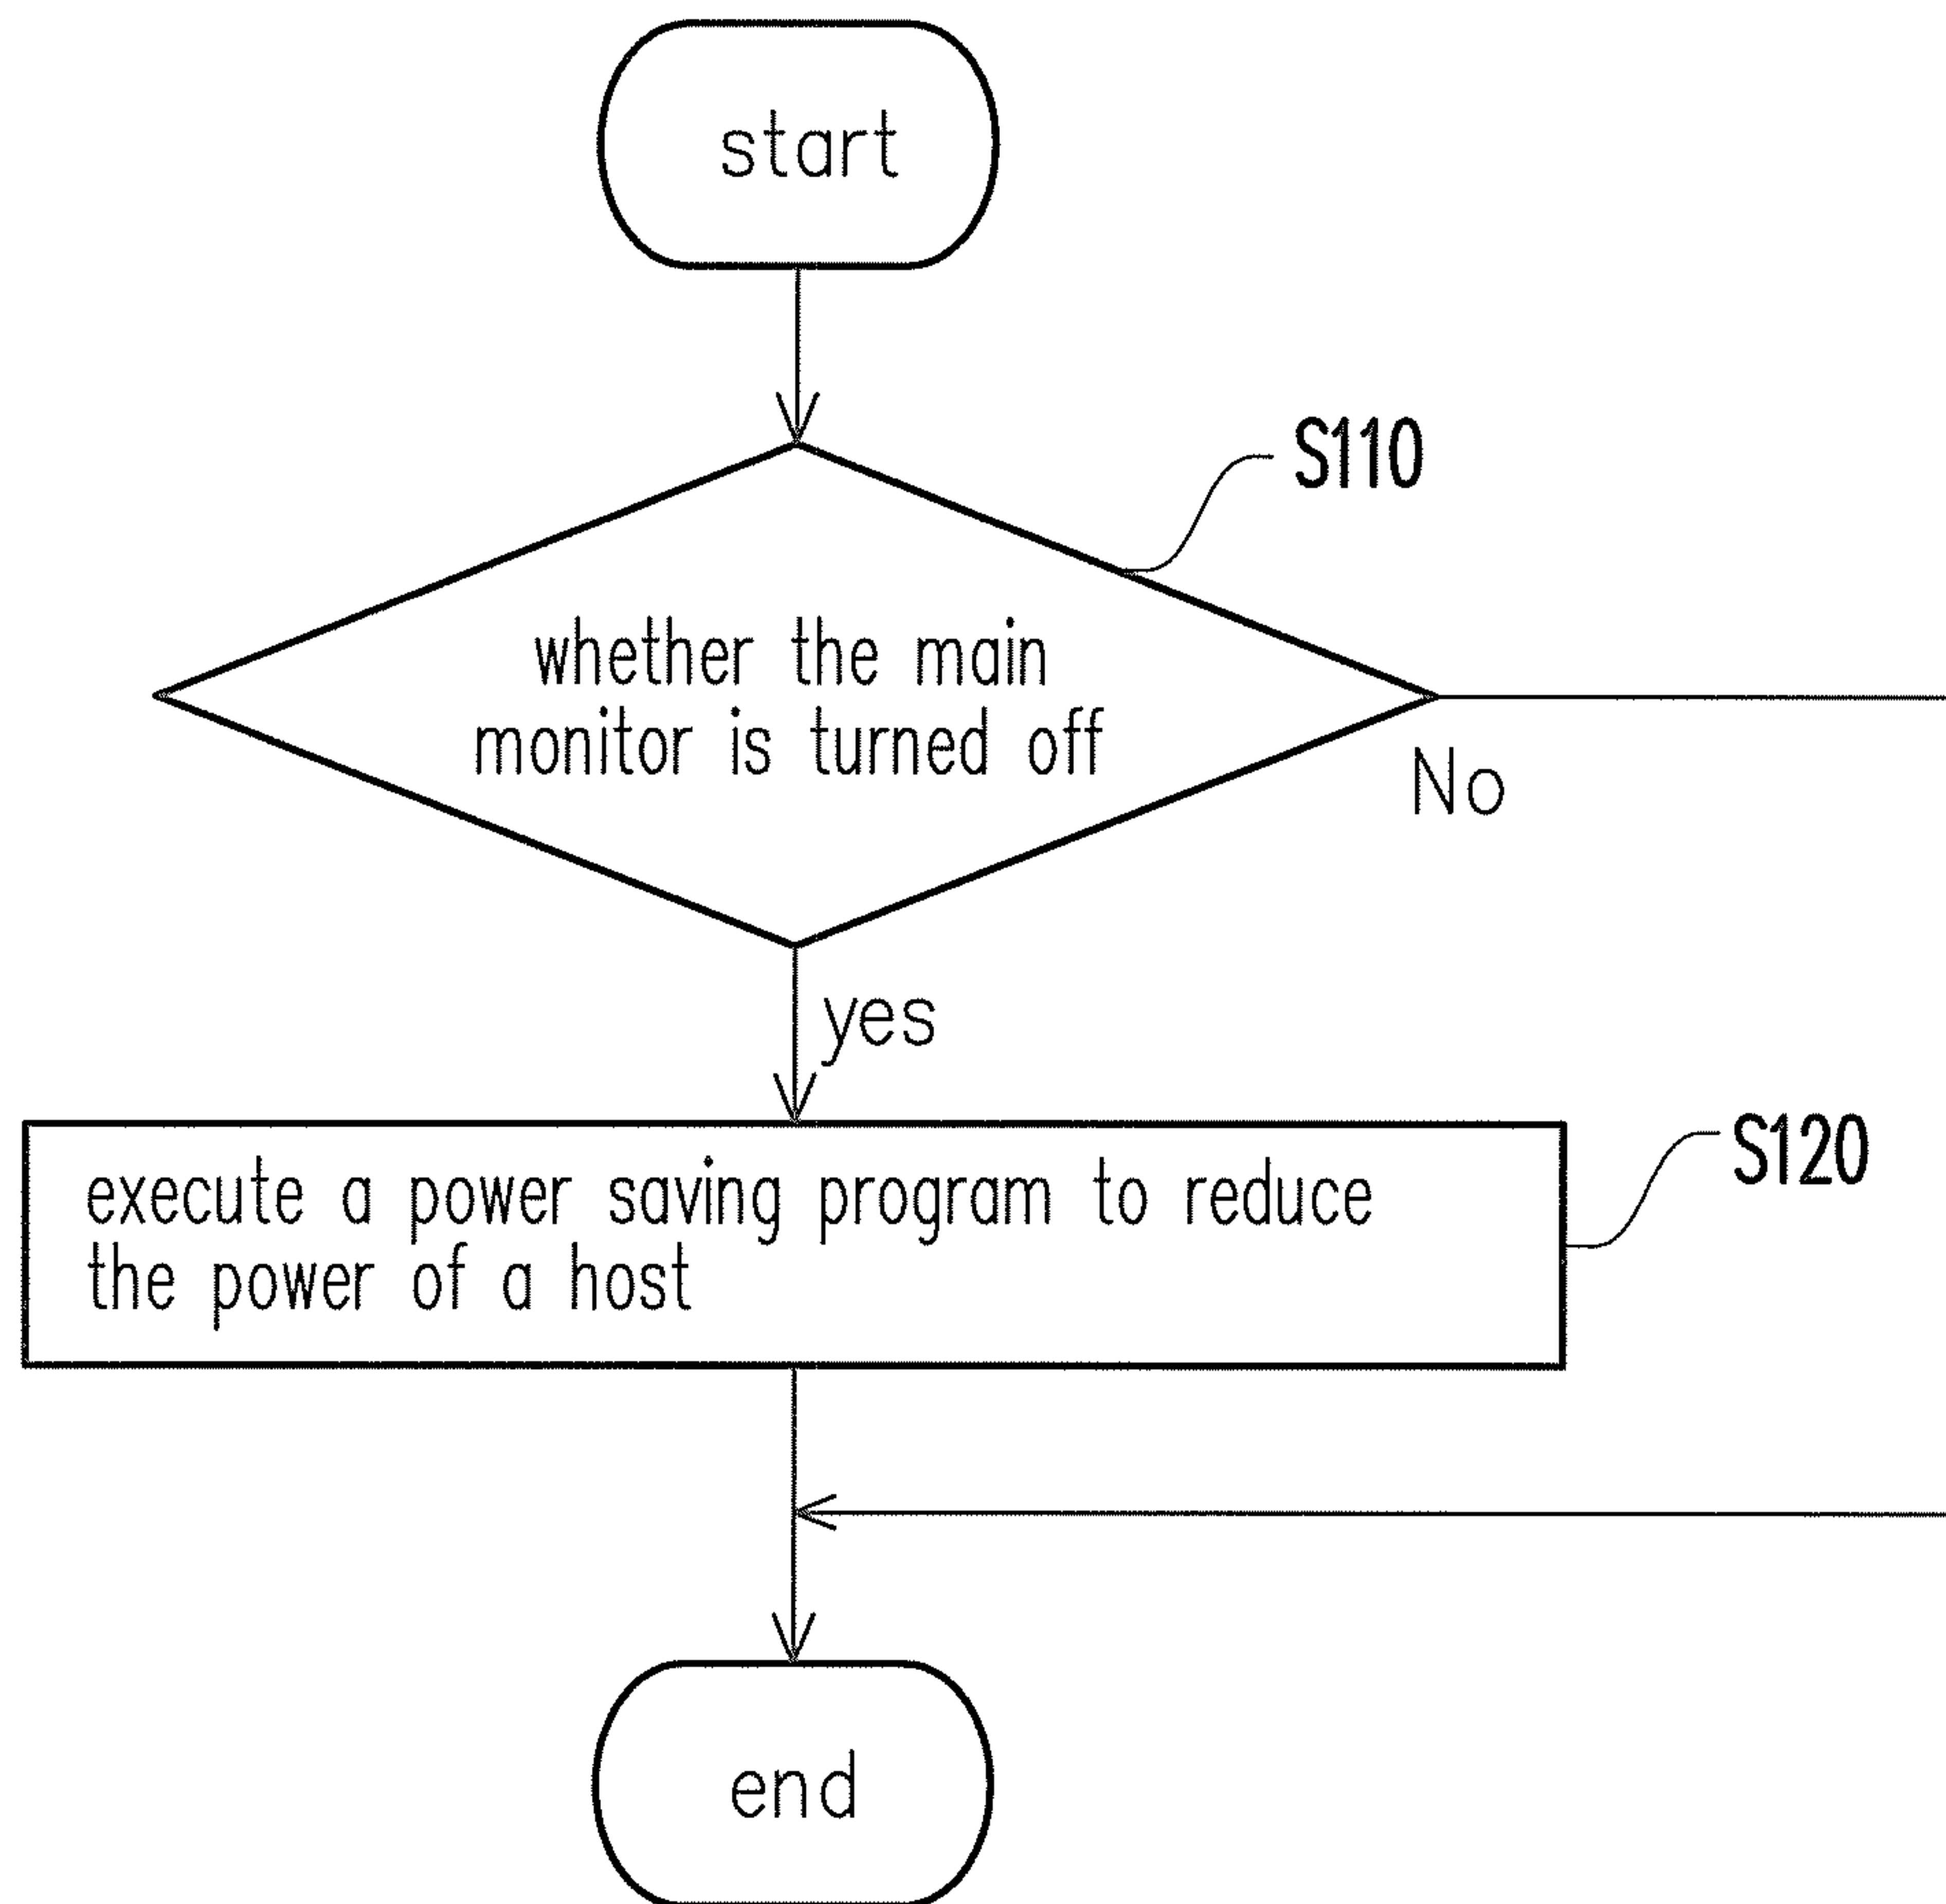 start
S110
whether the main
monitor is turned off
No
yes
S120
execute a power saving program to reduce
the power of a host
end